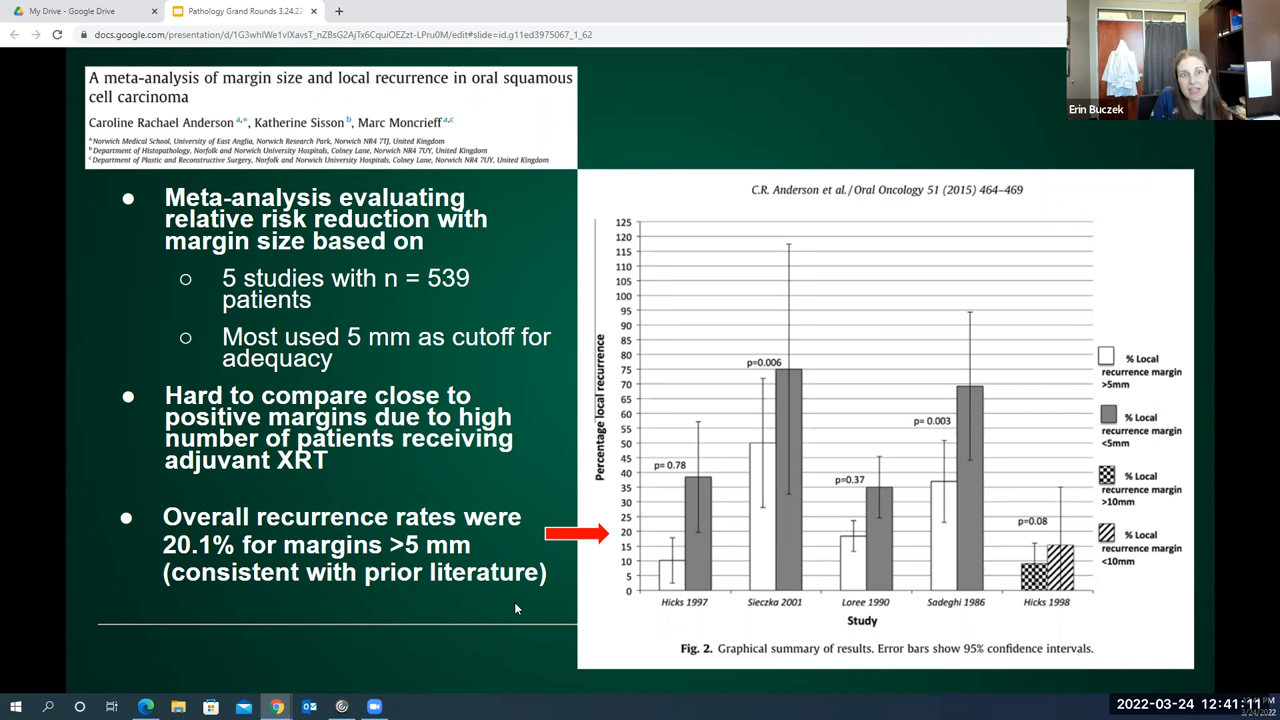 My Drive - Google Drive
Pathology Grand Rounds 3.24.22
docs.google.com/presentation/d/1G3whIWe1vIXavsT_nZBsG2AjTx6CquiOEZzt-LPru0M/edit#slide=id.g11ed3975067_1_62
Erin Buczek
A meta-analysis of margin size and local recurrence in oral squamous
cell carcinoma
Caroline Rachael Anderson a,*, Katherine Sisson b, Marc Moncrieff a,c
a Norwich Medical School, University of East Anglia, Norwich Research Park, Norwich NR4 7TJ, United Kingdom
b Department of Histopathology, Norfolk and Norwich University Hospitals, Colney Lane, Norwich NR4 7UY, United Kingdom
c Department of Plastic and Reconstructive Surgery, Norfolk and Norwich University Hospitals, Colney Lane, Norwich NR4 7UY, United Kingdom
● Meta-analysis evaluating
relative risk reduction with
margin size based on
○ 5 studies with n = 539
patients
○ Most used 5 mm as cutoff for
adequacy
● Hard to compare close to
positive margins due to high
number of patients receiving
adjuvant XRT
● Overall recurrence rates were
20.1% for margins >5 mm
(consistent with prior literature)
C.R. Anderson et al. / Oral Oncology 51 (2015) 464–469
Percentage local recurrence
125
120
115
110
105
100
95
90
85
80
75
70
65
60
55
50
45
40
35
30
25
20
15
10
5
0
p= 0.78
p=0.006
p=0.37
p= 0.003
p=0.08
Hicks 1997
Sieczka 2001
Loree 1990
Sadeghi 1986
Hicks 1998
Study
% Local
recurrence margin
>5mm
% Local
recurrence margin
<5mm
% Local
recurrence margin
>10mm
% Local
recurrence margin
<10mm
Fig. 2. Graphical summary of results. Error bars show 95% confidence intervals.
2022-03-24 12:41:11